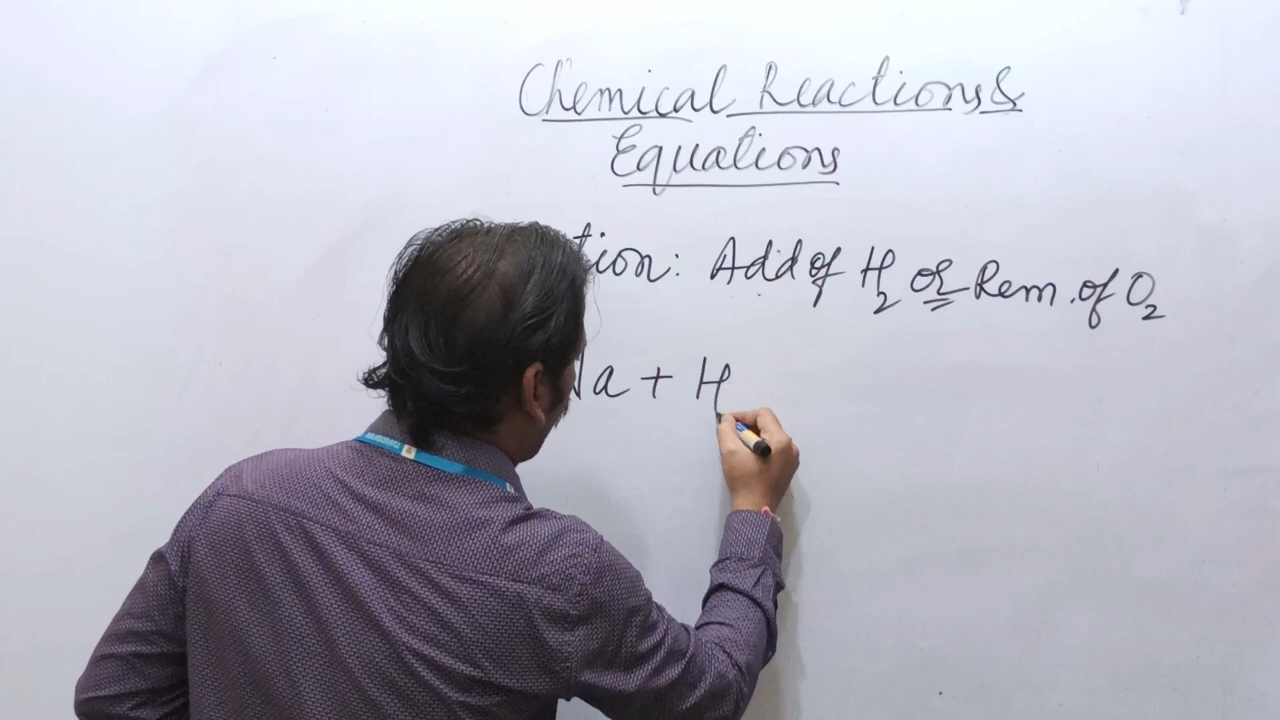 Chemical Reactions &
Equations
tion: Add of H2 or Rem. of O2
a + H